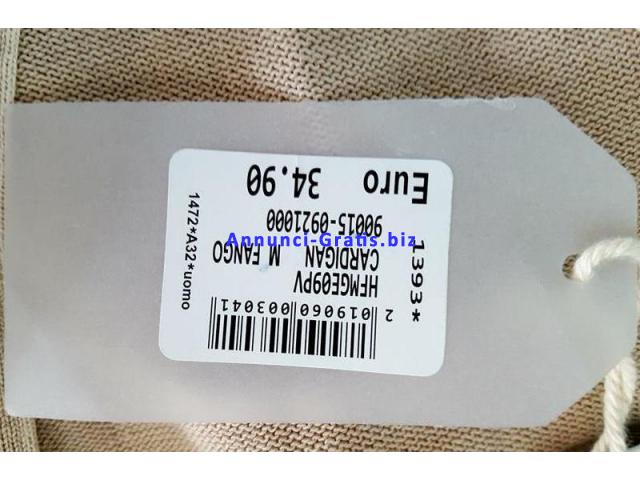 2 019060 003041
HFMGE09PV
CARDIGAN M FANGO
90015-0921000
Euro 34.90
1393*
1472*A32*uomo
Annunci-Gratis.biz